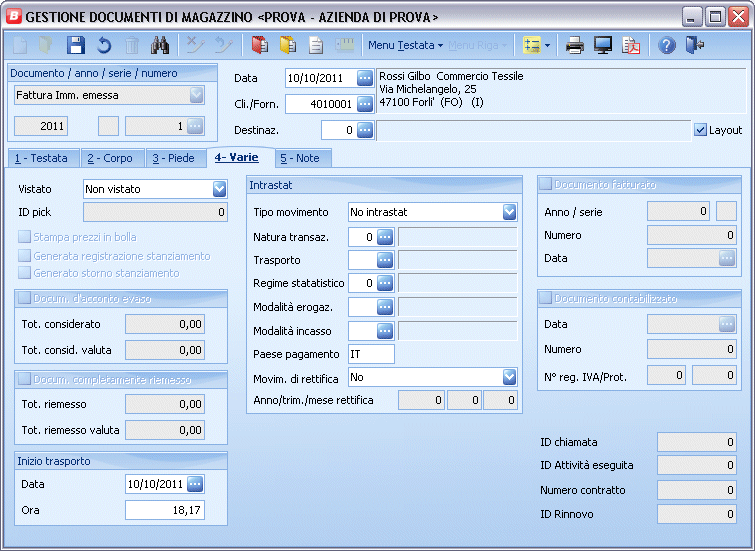 B GESTIONE DOCUMENTI DI MAGAZZINO <PROVA - AZIENDA DI PROVA>
Menu Testata Menu Riga
Documento / anno / serie / numero
Fattura Imm. emessa
2011 1
Data 10/10/2011
Cli./Forn. 4010001
Destinaz. 0
Rossi Gilbo Commercio Tessile
Via Michelangelo, 25
47100 Forli' (FO) (I)
Layout
1 - Testata 2 - Corpo 3 - Piede 4- Varie 5 - Note
Vistato Non vistato
ID pick 0
Stampa prezzi in bolla
Generata registrazione stanziamento
Generato storno stanziamento
Docum. d'acconto evaso
Tot. considerato 0,00
Tot. consid. valuta 0,00
Docum. completamente riemesso
Tot. riemesso 0,00
Tot. riemesso valuta 0,00
Inizio trasporto
Data 10/10/2011
Ora 18,17
Intrastat
Tipo movimento No intrastat
Natura transaz. 0
Trasporto
Regime statatistico 0
Modalità erogaz.
Modalità incasso
Paese pagamento IT
Movim. di rettifica No
Anno/trim./mese rettifica 0 0 0
Documento fatturato
Anno / serie 0
Numero 0
Data
Documento contabilizzato
Data
Numero 0
N° reg. IVA/Prot. 0 0
ID chiamata 0
ID Attività eseguita 0
Numero contratto 0
ID Rinnovo 0